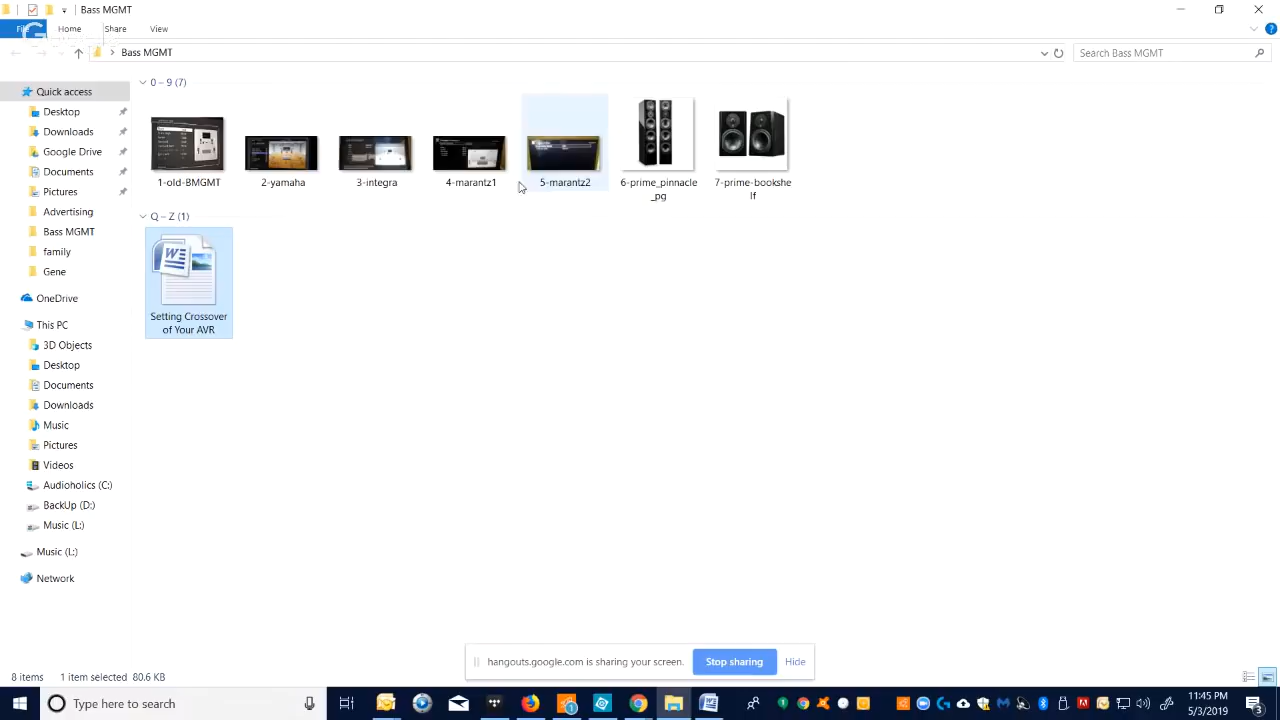 Bass MGMT
File
Home
Share
View
Bass MGMT
Search Bass MGMT
Quick access
Desktop
Downloads
Google Drive
Documents
Pictures
Advertising
Bass MGMT
family
Gene
OneDrive
This PC
3D Objects
Desktop
Documents
Downloads
Music
Pictures
Videos
Audioholics (C:)
BackUp (D:)
Music (L:)
Music (L:)
Network
0 – 9 (7)
1-old-BMGMT
2-yamaha
3-integra
4-marantz1
5-marantz2
6-prime_pinnacle
_pg
7-prime-bookshe
lf
Q – Z (1)
Setting Crossover
of Your AVR
hangouts.google.com is sharing your screen.
Stop sharing
Hide
8 items
1 item selected 80.6 KB
Type here to search
11:45 PM
5/3/2019
3